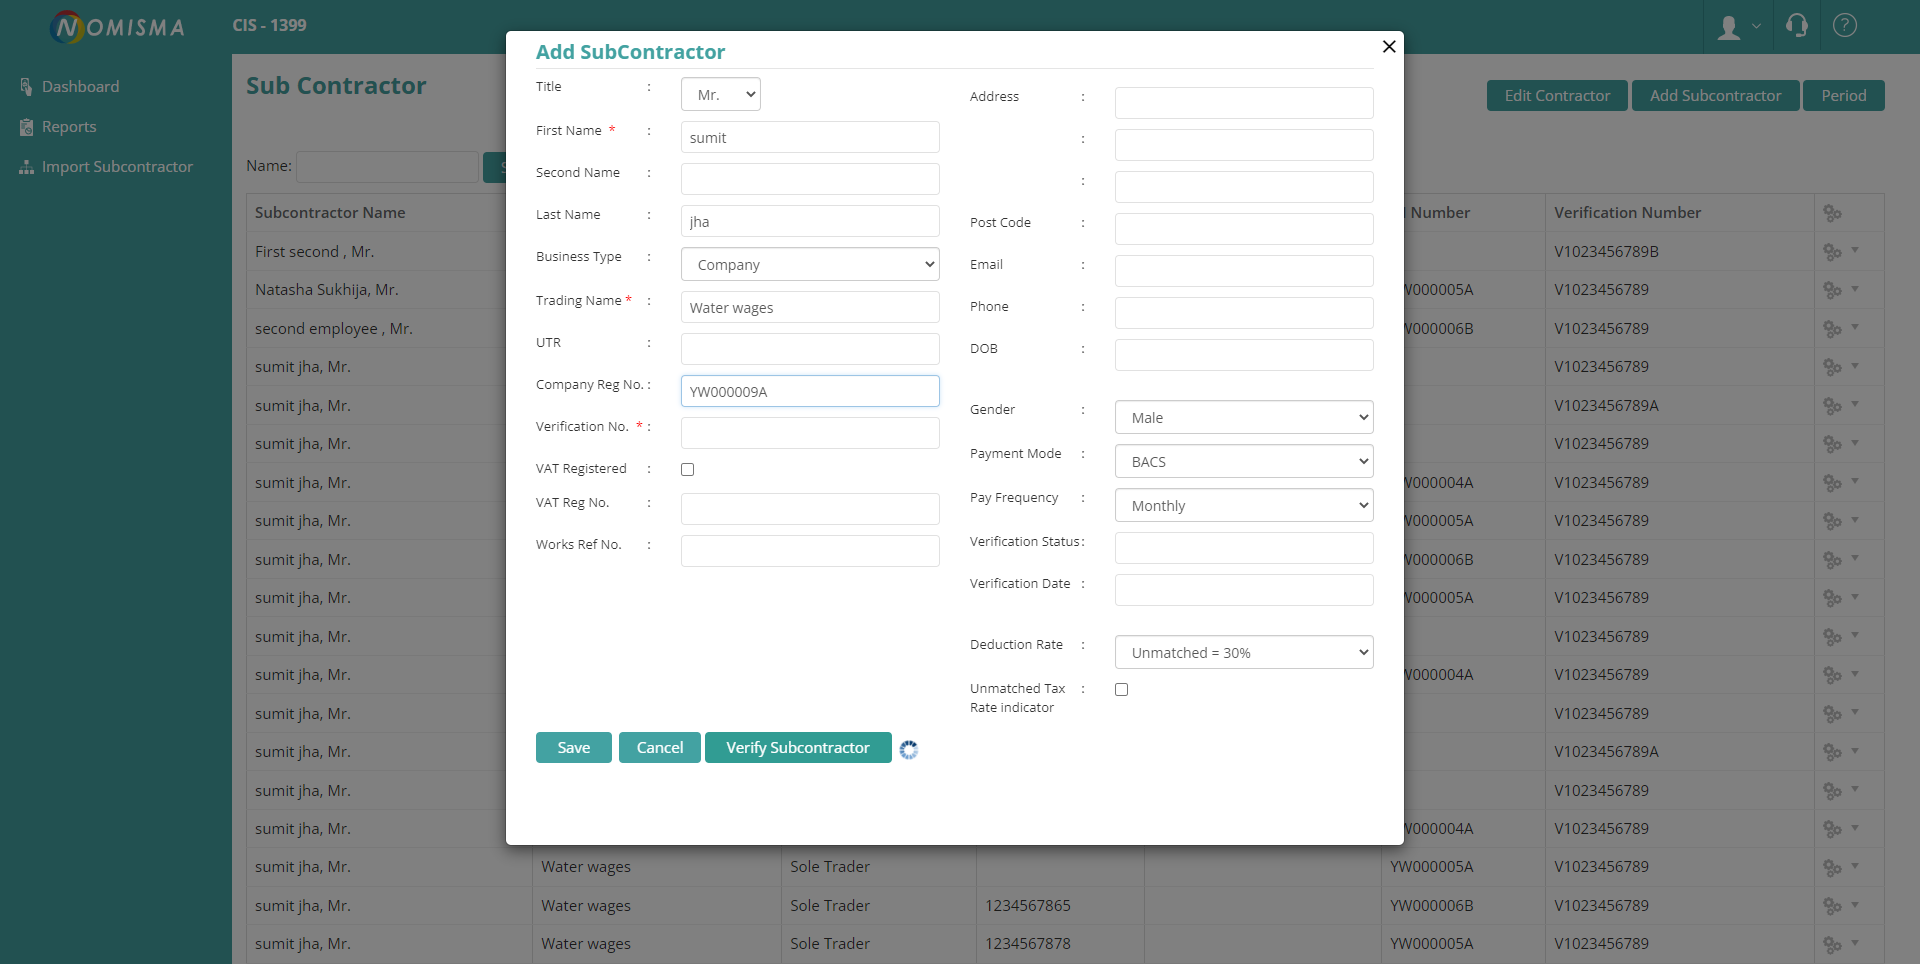 NOMISMA
CIS - 1399
Dashboard
Reports
Import Subcontractor
Sub Contractor
Edit Contractor
Add Subcontractor
Period
Name:
Subcontractor Name
Number
Verification Number
First second , Mr.
V1023456789B
Natasha Sukhija, Mr.
W000005A
V1023456789
second employee , Mr.
W000006B
V1023456789
sumit jha, Mr.
V1023456789
sumit jha, Mr.
V1023456789A
sumit jha, Mr.
V1023456789
sumit jha, Mr.
W000004A
V1023456789
sumit jha, Mr.
W000005A
V1023456789
sumit jha, Mr.
W000006B
V1023456789
sumit jha, Mr.
W000005A
V1023456789
sumit jha, Mr.
V1023456789
sumit jha, Mr.
W000004A
V1023456789
sumit jha, Mr.
V1023456789
sumit jha, Mr.
V1023456789A
sumit jha, Mr.
V1023456789
sumit jha, Mr.
W000004A
V1023456789
sumit jha, Mr.
Water wages
Sole Trader
YW000005A
V1023456789
sumit jha, Mr.
Water wages
Sole Trader
1234567865
YW000006B
V1023456789
sumit jha, Mr.
Water wages
Sole Trader
1234567878
YW000005A
V1023456789
Add SubContractor
Title : Mr.
First Name * : sumit
Second Name :
Last Name : jha
Business Type : Company
Trading Name * : Water wages
UTR :
Company Reg No. : YW000009A
Verification No. * :
VAT Registered :
VAT Reg No. :
Works Ref No. :
Address :
:
:
Post Code :
Email :
Phone :
DOB :
Gender : Male
Payment Mode : BACS
Pay Frequency : Monthly
Verification Status :
Verification Date :
Deduction Rate : Unmatched = 30%
Unmatched Tax :
Rate indicator
Save
Cancel
Verify Subcontractor